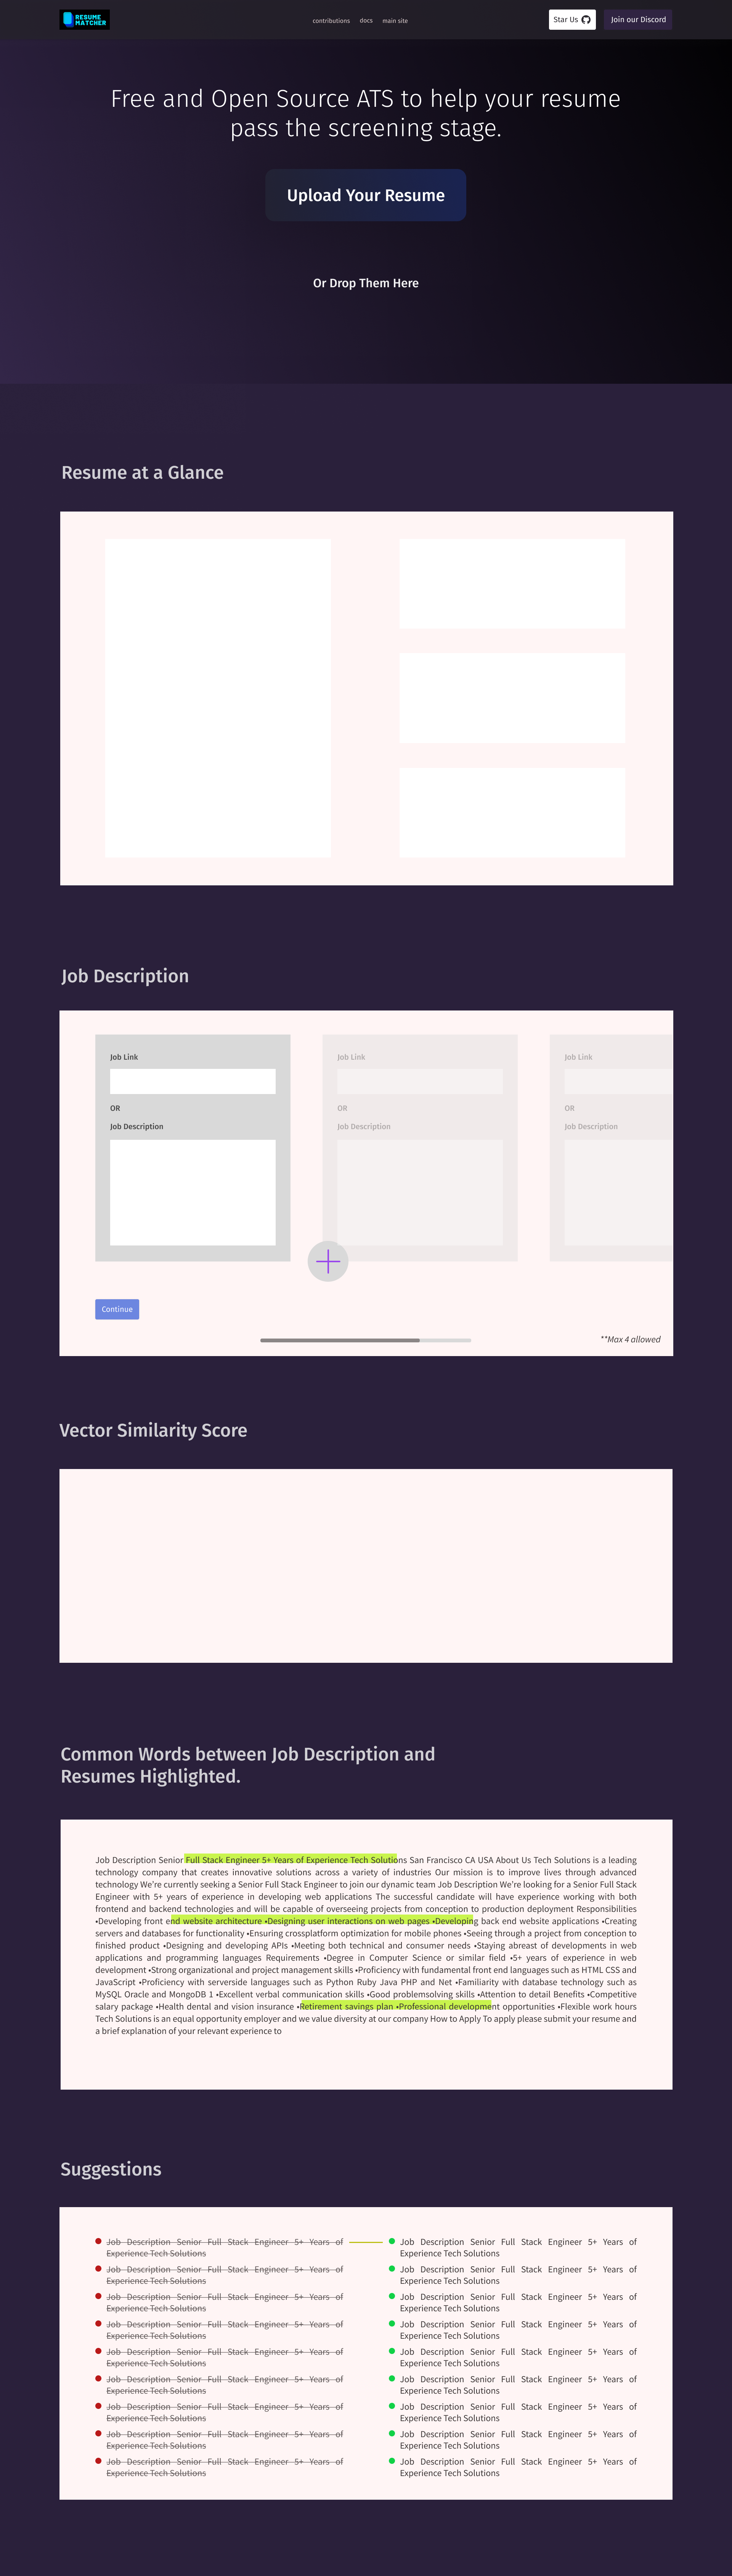 RESUME
MATCHER
contributions docs main site
Star Us
Join our Discord
Free and Open Source ATS to help your resume
pass the screening stage.
Upload Your Resume
Or Drop Them Here
Resume at a Glance
Job Description
Job Link
OR
Job Description
Job Link
OR
Job Description
Job Link
OR
Job Description
Continue
**Max 4 allowed
Vector Similarity Score
Common Words between Job Description and
Resumes Highlighted.
Job Description Senior Full Stack Engineer 5+ Years of Experience Tech Solutions San Francisco CA USA About Us Tech Solutions is a leading
technology company that creates innovative solutions across a variety of industries Our mission is to improve lives through advanced
technology We're currently seeking a Senior Full Stack Engineer to join our dynamic team Job Description We're looking for a Senior Full Stack
Engineer with 5+ years of experience in developing web applications The successful candidate will have experience working with both
frontend and backend technologies and will be capable of overseeing projects from conception to production deployment Responsibilities
•Developing front end website architecture •Designing user interactions on web pages •Developing back end website applications •Creating
servers and databases for functionality •Ensuring crossplatform optimization for mobile phones •Seeing through a project from conception to
finished product •Designing and developing APIs •Meeting both technical and consumer needs •Staying abreast of developments in web
applications and programming languages Requirements •Degree in Computer Science or similar field •5+ years of experience in web
development •Strong organizational and project management skills •Proficiency with fundamental front end languages such as HTML CSS and
JavaScript •Proficiency with serverside languages such as Python Ruby Java PHP and Net •Familiarity with database technology such as
MySQL Oracle and MongoDB 1 •Excellent verbal communication skills •Good problemsolving skills •Attention to detail Benefits •Competitive
salary package •Health dental and vision insurance •Retirement savings plan •Professional development opportunities •Flexible work hours
Tech Solutions is an equal opportunity employer and we value diversity at our company How to Apply To apply please submit your resume and
a brief explanation of your relevant experience to
Suggestions
Job Description Senior Full Stack Engineer 5+ Years of
Experience Tech Solutions
Job Description Senior Full Stack Engineer 5+ Years of
Experience Tech Solutions
Job Description Senior Full Stack Engineer 5+ Years of
Experience Tech Solutions
Job Description Senior Full Stack Engineer 5+ Years of
Experience Tech Solutions
Job Description Senior Full Stack Engineer 5+ Years of
Experience Tech Solutions
Job Description Senior Full Stack Engineer 5+ Years of
Experience Tech Solutions
Job Description Senior Full Stack Engineer 5+ Years of
Experience Tech Solutions
Job Description Senior Full Stack Engineer 5+ Years of
Experience Tech Solutions
Job Description Senior Full Stack Engineer 5+ Years of
Experience Tech Solutions
Job Description Senior Full Stack Engineer 5+ Years of
Experience Tech Solutions
Job Description Senior Full Stack Engineer 5+ Years of
Experience Tech Solutions
Job Description Senior Full Stack Engineer 5+ Years of
Experience Tech Solutions
Job Description Senior Full Stack Engineer 5+ Years of
Experience Tech Solutions
Job Description Senior Full Stack Engineer 5+ Years of
Experience Tech Solutions
Job Description Senior Full Stack Engineer 5+ Years of
Experience Tech Solutions
Job Description Senior Full Stack Engineer 5+ Years of
Experience Tech Solutions
Job Description Senior Full Stack Engineer 5+ Years of
Experience Tech Solutions
Job Description Senior Full Stack Engineer 5+ Years of
Experience Tech Solutions